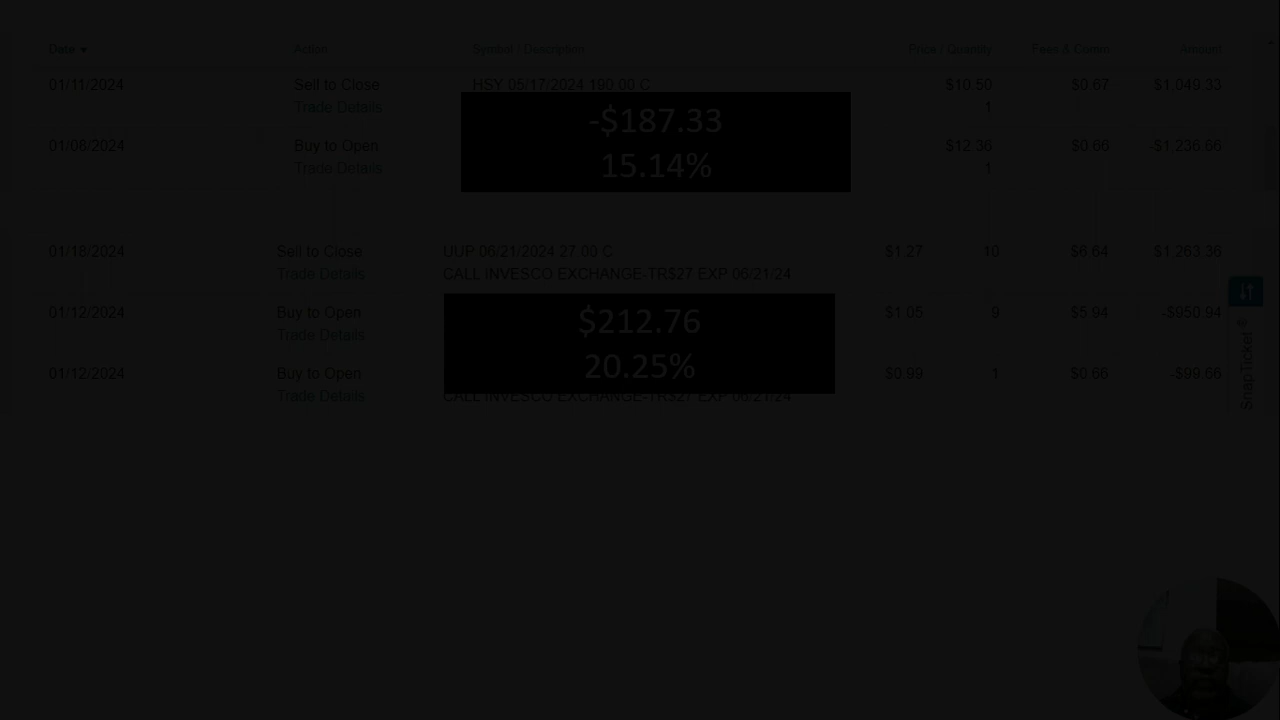 Date ▼ Action Symbol / Description Price / Quantity Fees & Comm Amount
01/11/2024 Sell to Close HSY 05/17/2024 190.00 C $10.50 $0.67 $1,049.33
Trade Details 1
-$187.33
01/08/2024 Buy to Open $12.36 $0.66 -$1,236.66
15.14%
Trade Details 1
01/18/2024 Sell to Close UUP 06/21/2024 27.00 C $1.27 10 $6.64 $1,263.36
Trade Details CALL INVESCO EXCHANGE-TR$27 EXP 06/21/24
01/12/2024 Buy to Open $1.05 9 $5.94 -$950.94
$212.76
Trade Details
20.25%
01/12/2024 Buy to Open $0.99 1 $0.66 -$99.66
Trade Details CALL INVESCO EXCHANGE-TR$27 EXP 06/21/24
SnapTicket®